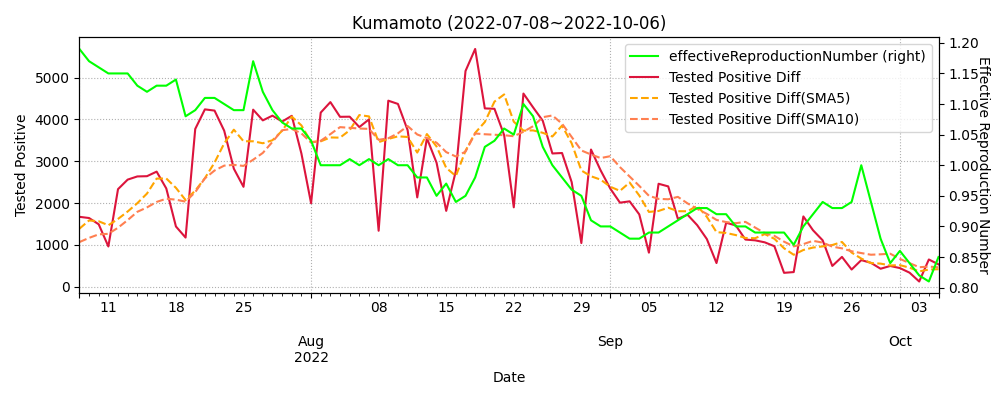 Kumamoto (2022-07-08~2022-10-06)
effectiveReproductionNumber (right)
Tested Positive Diff
Tested Positive Diff(SMA5)
Tested Positive Diff(SMA10)
Tested Positive
5000
4000
3000
2000
1000
0
1.20
1.15
1.10
1.05
1.00
0.95
0.90
0.85
0.80
Effective Reproduction Number
11 18 25 08 15 22 29 05 12 19 26 03
Aug Sep Oct
2022
Date